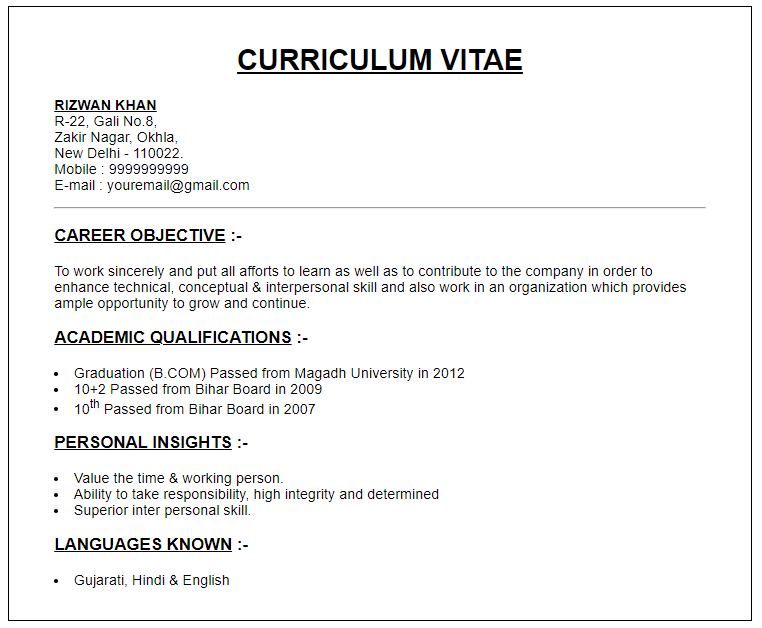 CURRICULUM VITAE
RIZWAN KHAN
R-22, Gali No.8,
Zakir Nagar, Okhla,
New Delhi - 110022.
Mobile : 9999999999
E-mail : youremail@gmail.com
CAREER OBJECTIVE :-
To work sincerely and put all afforts to learn as well as to contribute to the company in order to
enhance technical, conceptual & interpersonal skill and also work in an organization which provides
ample opportunity to grow and continue.
ACADEMIC QUALIFICATIONS :-
• Graduation (B.COM) Passed from Magadh University in 2012
• 10+2 Passed from Bihar Board in 2009
• 10th Passed from Bihar Board in 2007
PERSONAL INSIGHTS :-
• Value the time & working person.
• Ability to take responsibility, high integrity and determined
• Superior inter personal skill.
LANGUAGES KNOWN :-
• Gujarati, Hindi & English